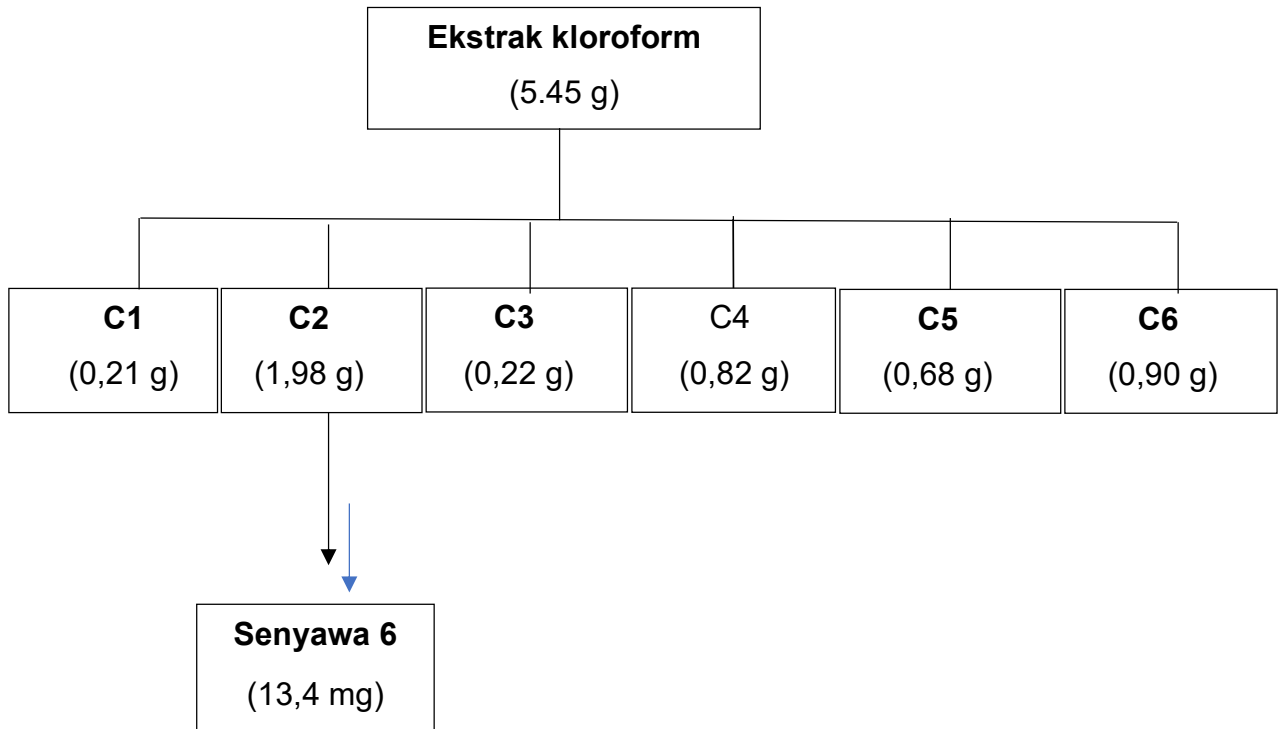 Ekstrak kloroform
(5.45 g)
C1
(0,21 g)
C2
(1,98 g)
C3
(0,22 g)
C4
(0,82 g)
C5
(0,68 g)
C6
(0,90 g)
Senyawa 6
(13,4 mg)